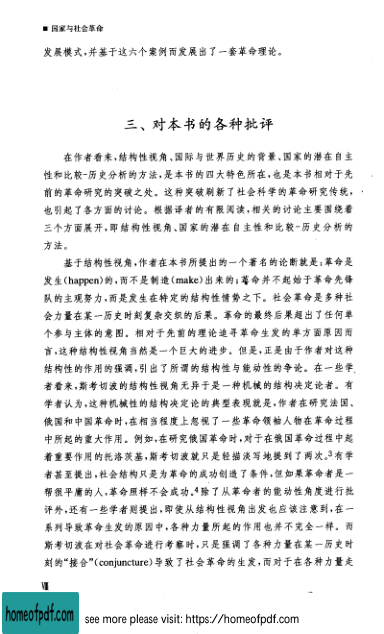 ■ 国家与社会革命
发展模式,并基于这六个案例而发展出了一套革命理论。
三、对本书的各种批评
在作者看来,结构性视角、国际与世界历史的背景、国家的潜在自主
性和比较-历史分析的方法,是本书的四大特色所在,也是本书相对于先
前的革命研究的突破之处。这种突破刷新了社会科学的革命研究传统,
也引起了各方面的讨论。根据译者的有限阅读,相关的讨论主要围绕着
三个方面展开,即结构性视角、国家的潜在自主性和比较-历史分析的
方法。
基于结构性视角,作者在本书所提出的一个著名的论断就是:革命是
发生(happen)的,而不是制造(make)出来的;革命并不起始于革命先锋
队的主观努力,而是发生在特定的结构性情势之下。社会革命是多种社
会力量在某一历史时刻复杂交织的后果。革命的最终后果超出了任何单
个参与主体的意图。相对于先前的理论追寻革命发生的单方面原因而
言,这种结构性视角当然是一个巨大的进步。但是,正是由于作者对这种
结构性的作用的强调,引出了所谓的结构性与能动性的争论。在一些学
者看来,斯考切波的结构性视角无异于是一种机械的结构决定论者。有
学者认为,这种机械性的结构决定论的典型表现就是,作者在研究法国、
俄国和中国革命时,在相当程度上忽视了一些革命领袖人物在革命过程
中所起的重大作用。例如,在研究俄国革命时,对于在俄国革命过程中起
着重要作用的托洛茨基,斯考切波就只是轻描淡写地提到了两次。3有学
者甚至提出,社会结构只是为革命的成功创造了条件,但如果革命者是一
帮很平庸的人,革命照样不会成功。4除了从革命者的能动性角度进行批
评外,还有一些学者则提出,即使从结构性视角出发也应该注意到,在一
系列导致革命生发的原因中,各种力量所起的作用也并不完全一样。而
斯考切波在对社会革命进行考察时,只是强调了各种力量在某一历史时
刻的"接合"(conjuncture)导致了社会革命的生发,而对于在各种力量走
Ⅷ
homeofpdf.com
see more please visit: https://homeofpdf.com